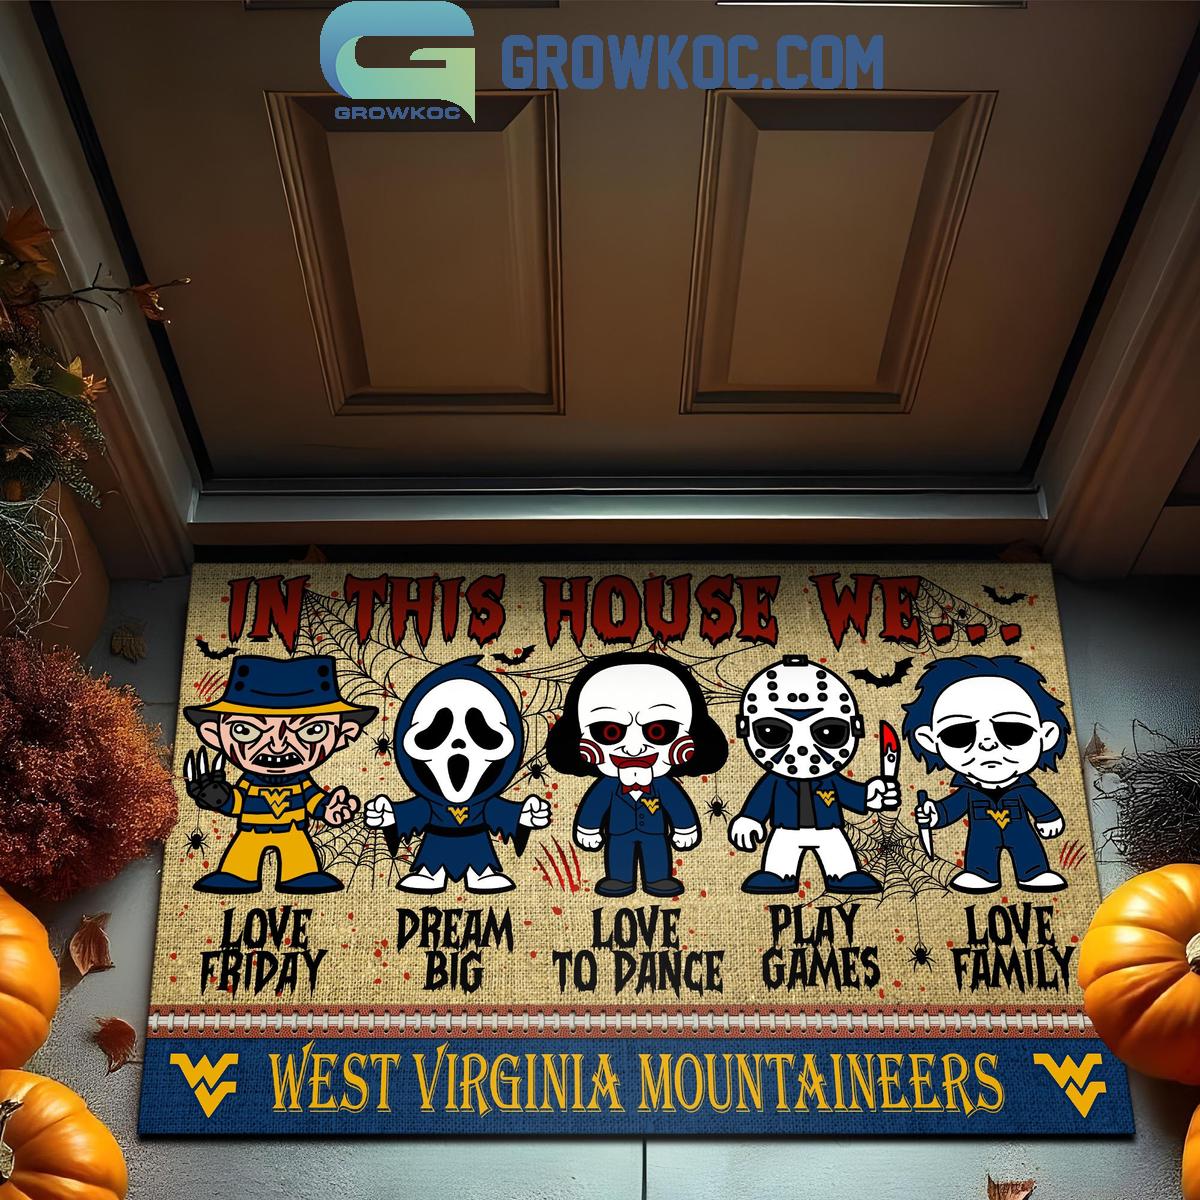 GROWKOC.COM
GROWKOC
IN THIS HOUSE WE...
LOVE
FRIDAY
DREAM
BIG
LOVE
TO DANCE
PLAY
GAMES
LOVE
FAMILY
WEST VIRGINIA MOUNTAINEERS